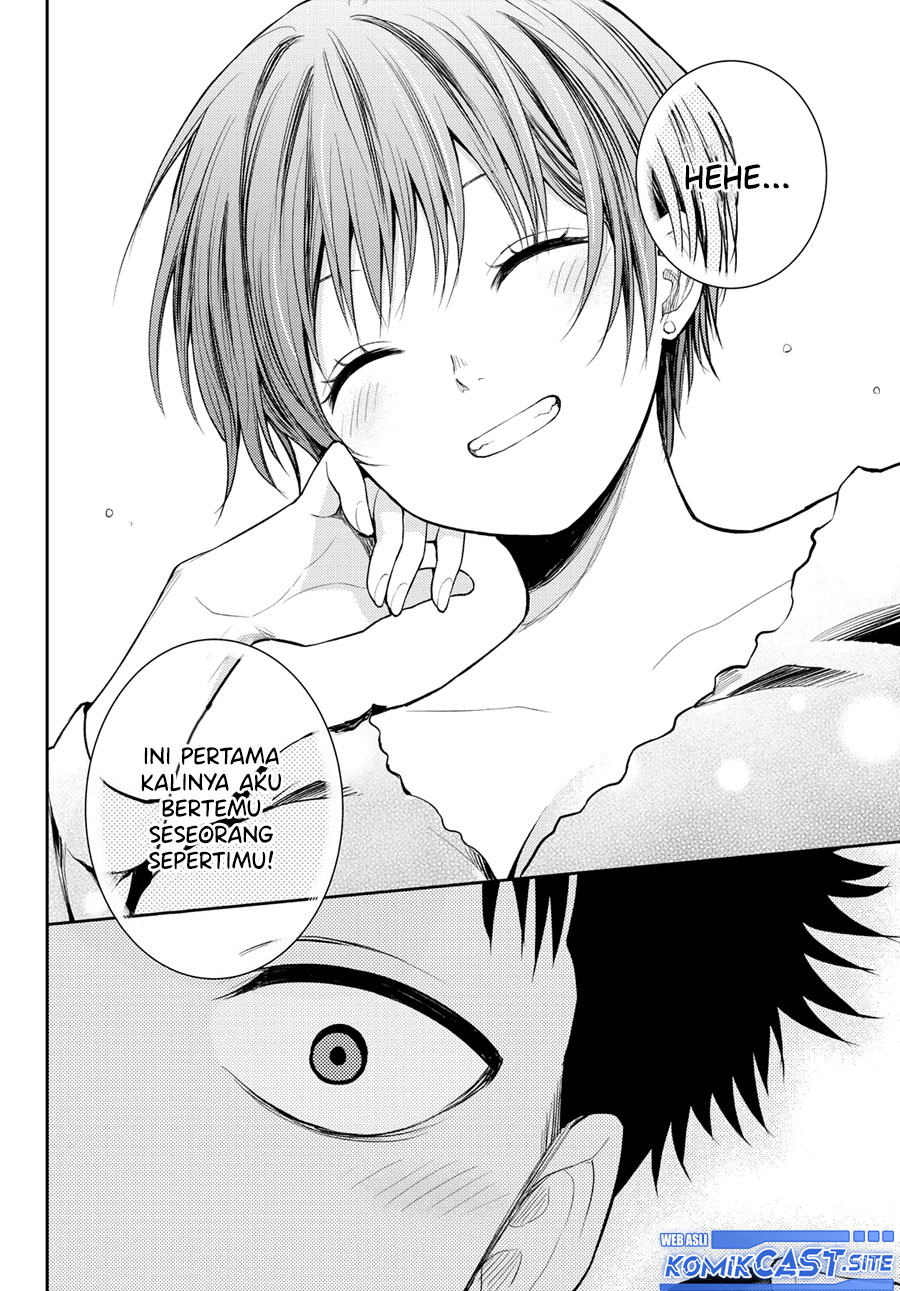 HEHE...
INI PERTAMA
KALINYA AKU
BERTEMU
SESEORANG
SEPERTIMU!
WEB ASLI
KOMIKCAST.SITE